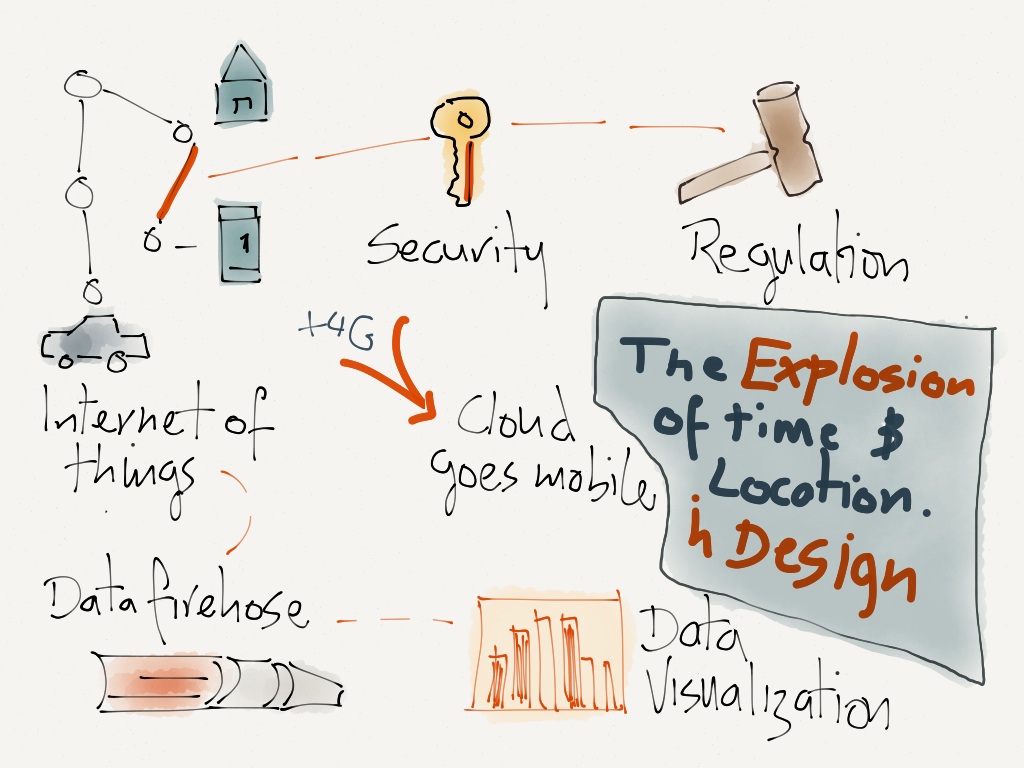 Security
Regulation
+4G
Internet of
things
Cloud
goes mobile
The Explosion
of time &
Location.
in Design
Data firehose
Data
Visualization
1